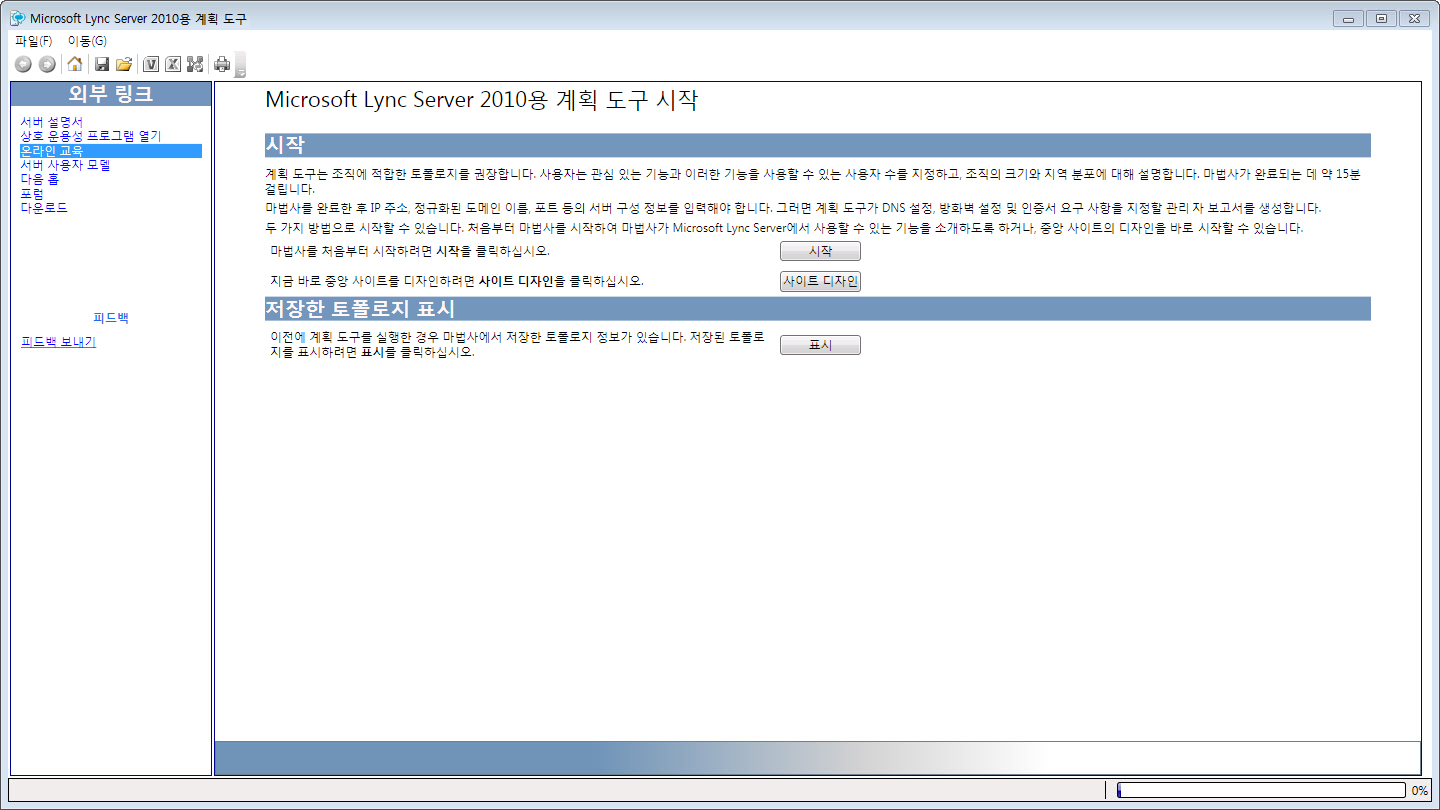 Microsoft Lync Server 2010용 계획 도구
파일(F) 이동(G)
외부 링크
서버 설명서
상호 운용성 프로그램 열기
온라인 교육
서버 사용자 모델
다음 홉
포럼
다운로드
피드백
피드백 보내기
Microsoft Lync Server 2010용 계획 도구 시작
시작
계획 도구는 조직에 적합한 토폴로지를 권장합니다. 사용자는 관심 있는 기능과 이러한 기능을 사용할 수 있는 사용자 수를 지정하고, 조직의 크기와 지역 분포에 대해 설명합니다. 마법사가 완료되는 데 약 15분
걸립니다.
마법사를 완료한 후 IP 주소, 정규화된 도메인 이름, 포트 등의 서버 구성 정보를 입력해야 합니다. 그러면 계획 도구가 DNS 설정, 방화벽 설정 및 인증서 요구 사항을 지정할 관리자 보고서를 생성합니다.
두 가지 방법으로 시작할 수 있습니다. 처음부터 마법사를 시작하여 마법사가 Microsoft Lync Server에서 사용할 수 있는 기능을 소개하도록 하거나, 중앙 사이트의 디자인을 바로 시작할 수 있습니다.
마법사를 처음부터 시작하려면 시작을 클릭하십시오.
시작
지금 바로 중앙 사이트를 디자인하려면 사이트 디자인을 클릭하십시오.
사이트 디자인
저장한 토폴로지 표시
이전에 계획 도구를 실행한 경우 마법사에서 저장한 토폴로지 정보가 있습니다. 저장된 토폴로
지를 표시하려면 표시를 클릭하십시오.
표시
0%